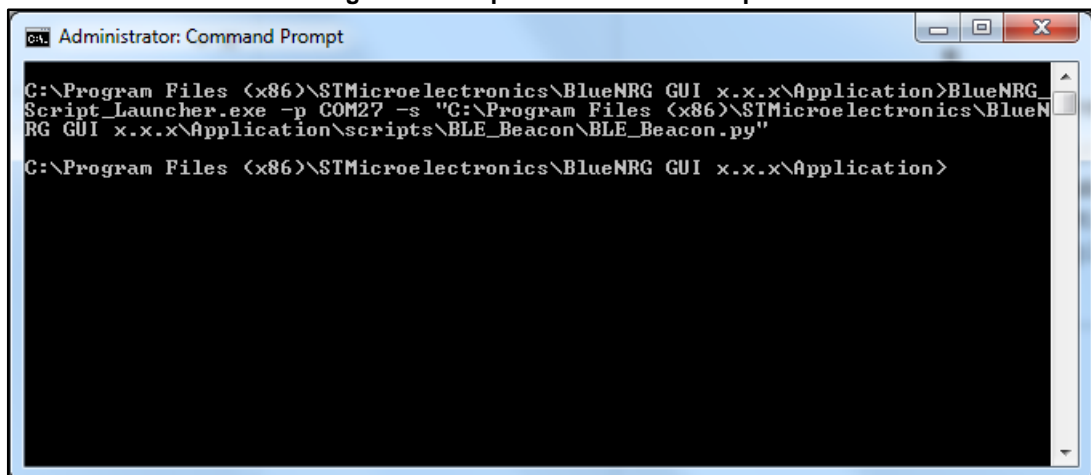 Administrator: Command Prompt
C:\Program Files (x86)\STMicroelectronics\BlueNRG GUI x.x.x\Application>BlueNRG_
Script_Launcher.exe -p COM27 -s "C:\Program Files (x86)\STMicroelectronics\BlueN
RG GUI x.x.x\Application\scripts\BLE_Beacon\BLE_Beacon.py"
C:\Program Files (x86)\STMicroelectronics\BlueNRG GUI x.x.x\Application>